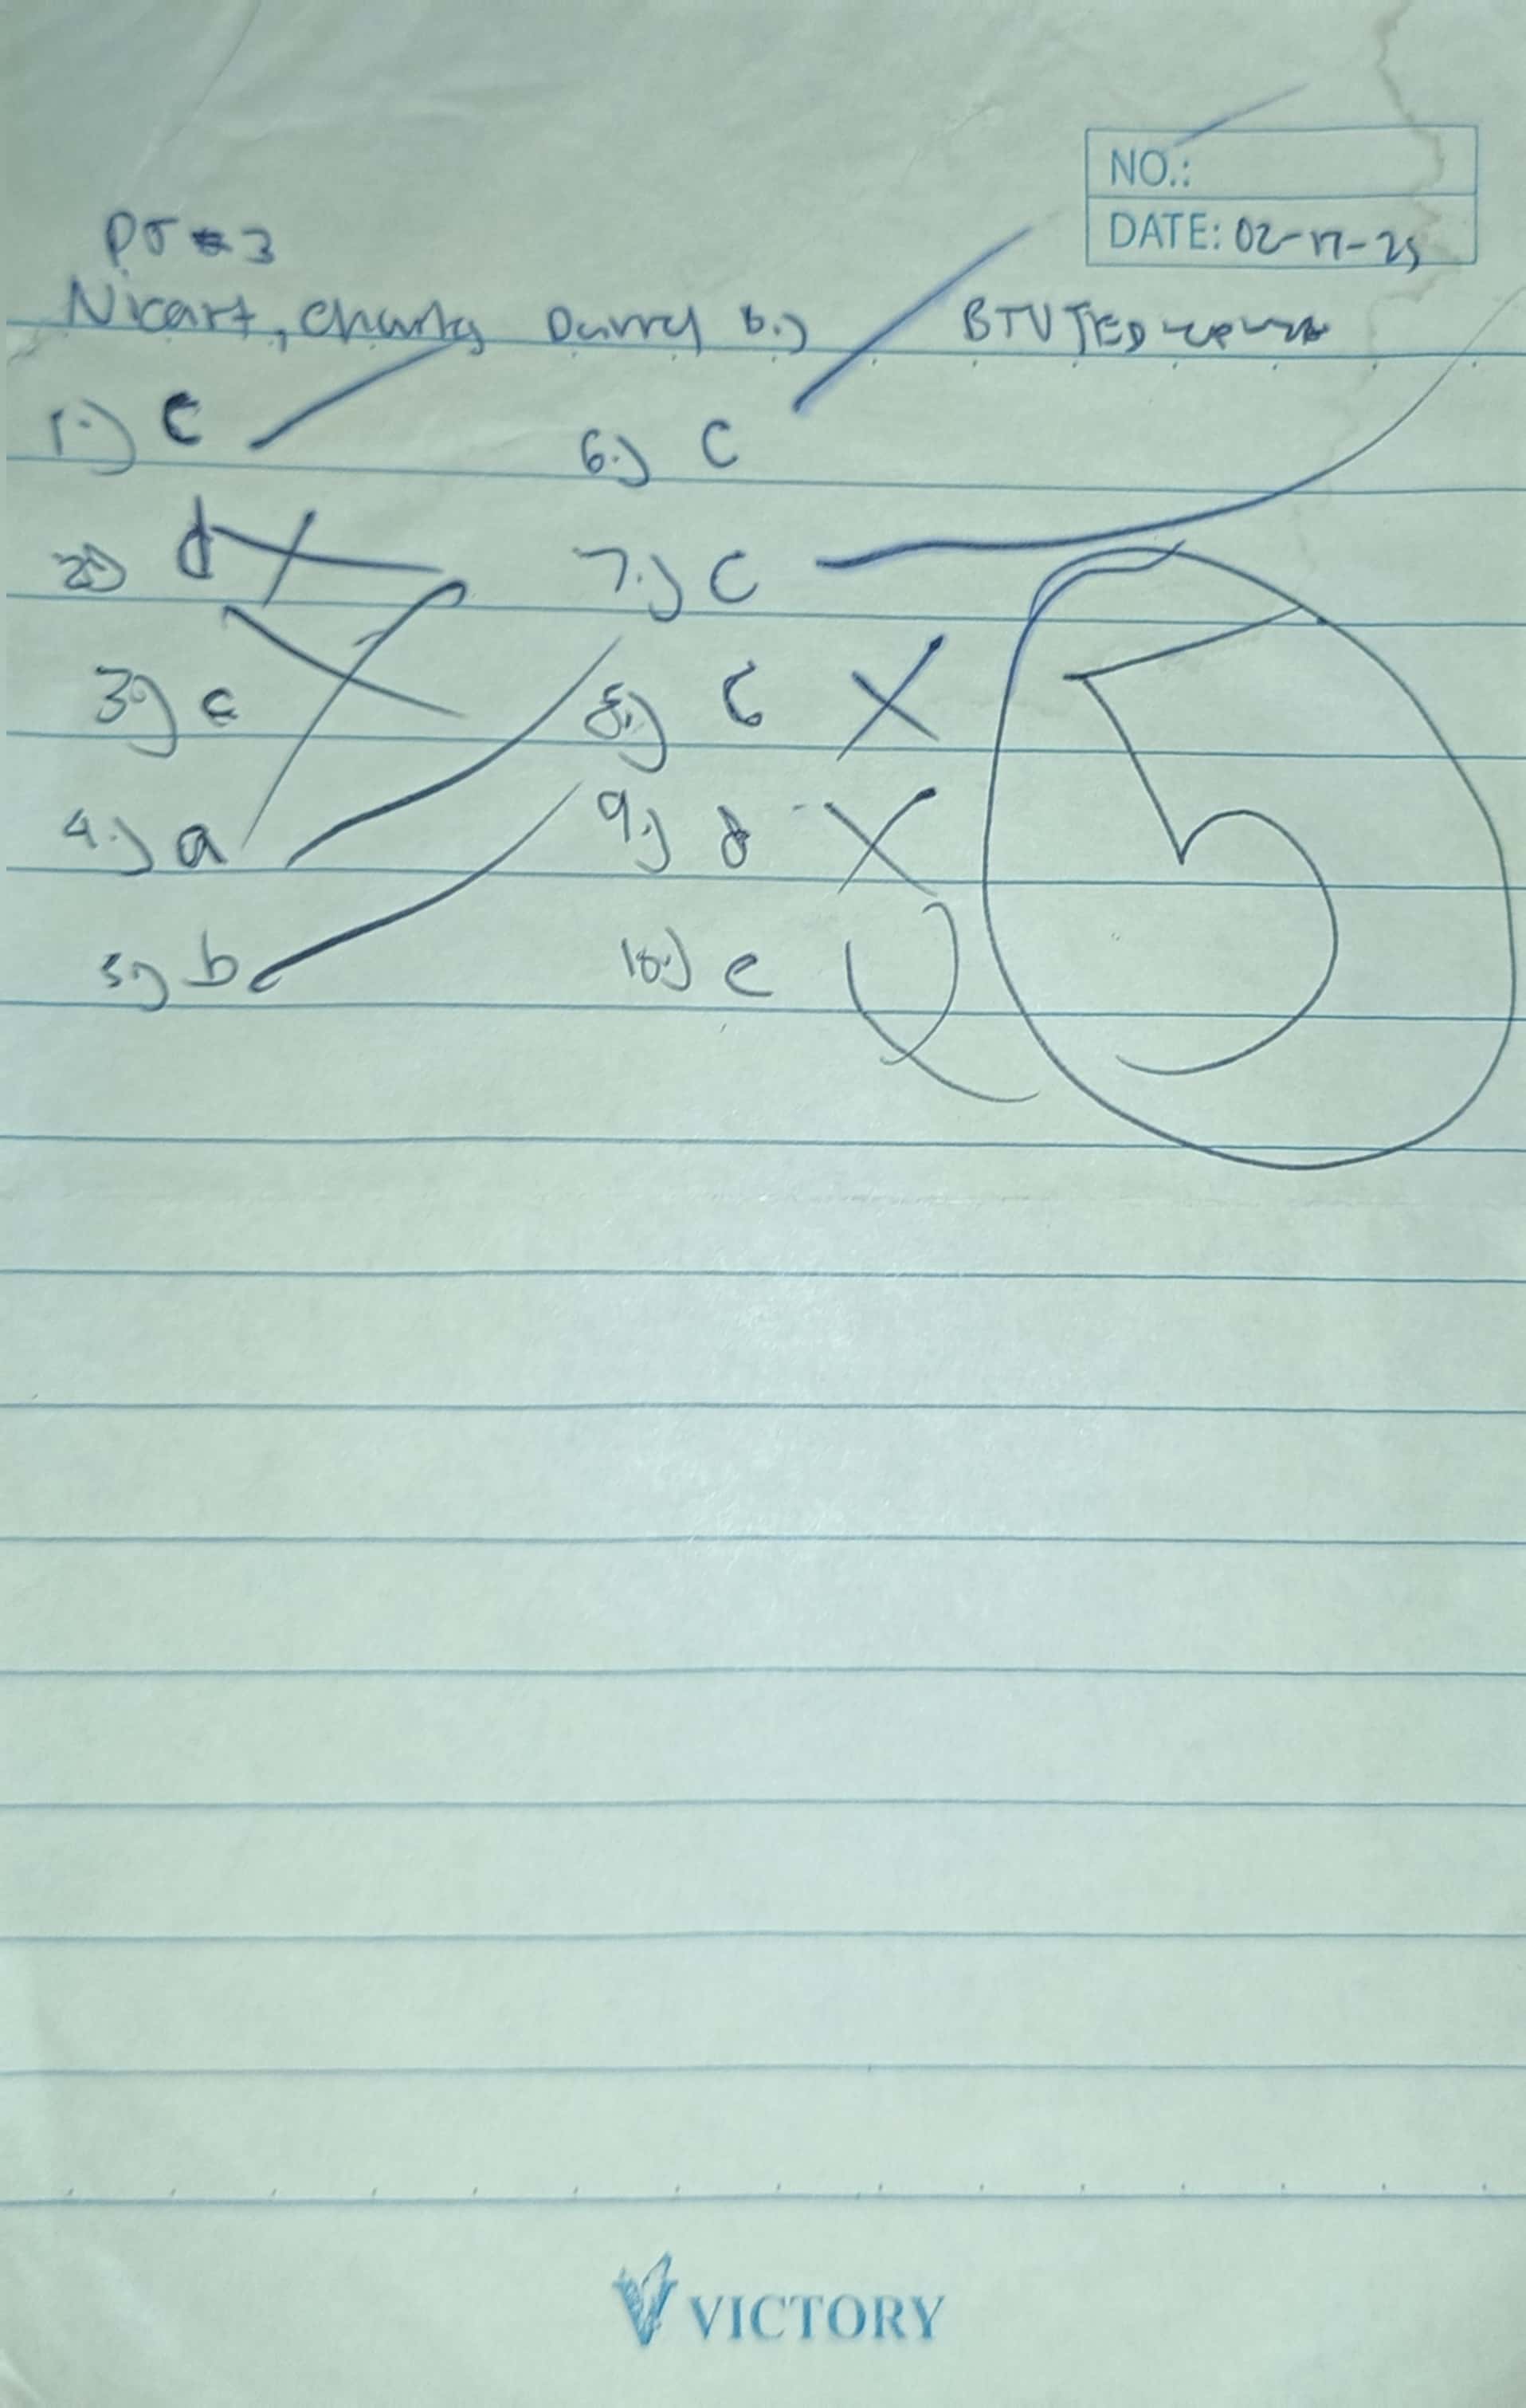 NO.:
DATE: 02-17-25
PT #3
Nicart, Charles Darrel B.)
BTVTED
1.) C
6.) C
2.) d
7.) C
3.) c
8.) C
4.) a
9.) d
5.) b
10.) c
5
VICTORY